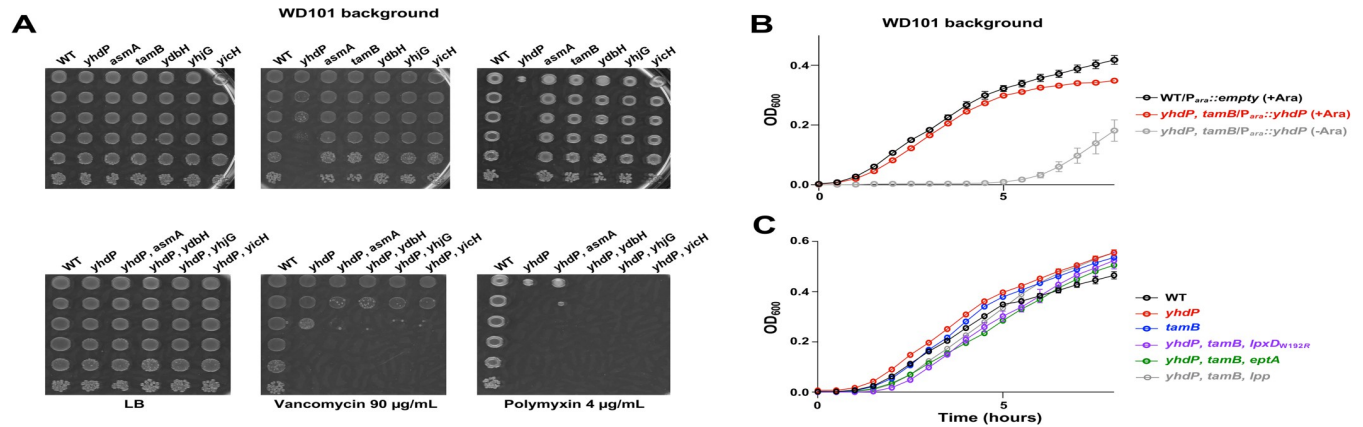 A
WD101 background
WT yhdP asmA tamB ydbH yhjG yicH
WT yhdP asmA tamB ydbH yhjG yicH
WT yhdP asmA tamB ydbH yhjG yicH
WT yhdP yhdP, asmA yhdP, ydbH yhdP, yhjG yhdP, yicH
WT yhdP yhdP, asmA yhdP, ydbH yhdP, yhjG yhdP, yicH
WT yhdP yhdP, asmA yhdP, ydbH yhdP, yhjG yhdP, yicH
LB
Vancomycin 90 µg/mL
Polymyxin 4 µg/mL
B
WD101 background
OD600
0.4
0.2
0.0
0
5
WT/Para::empty (+Ara)
yhdP, tamB/Para::yhdP (+Ara)
yhdP, tamB/Para::yhdP (-Ara)
C
OD600
0.6
0.4
0.2
0.0
0
5
Time (hours)
WT
yhdP
tamB
yhdP, tamB, lpxDW192R
yhdP, tamB, eptA
yhdP, tamB, lpp